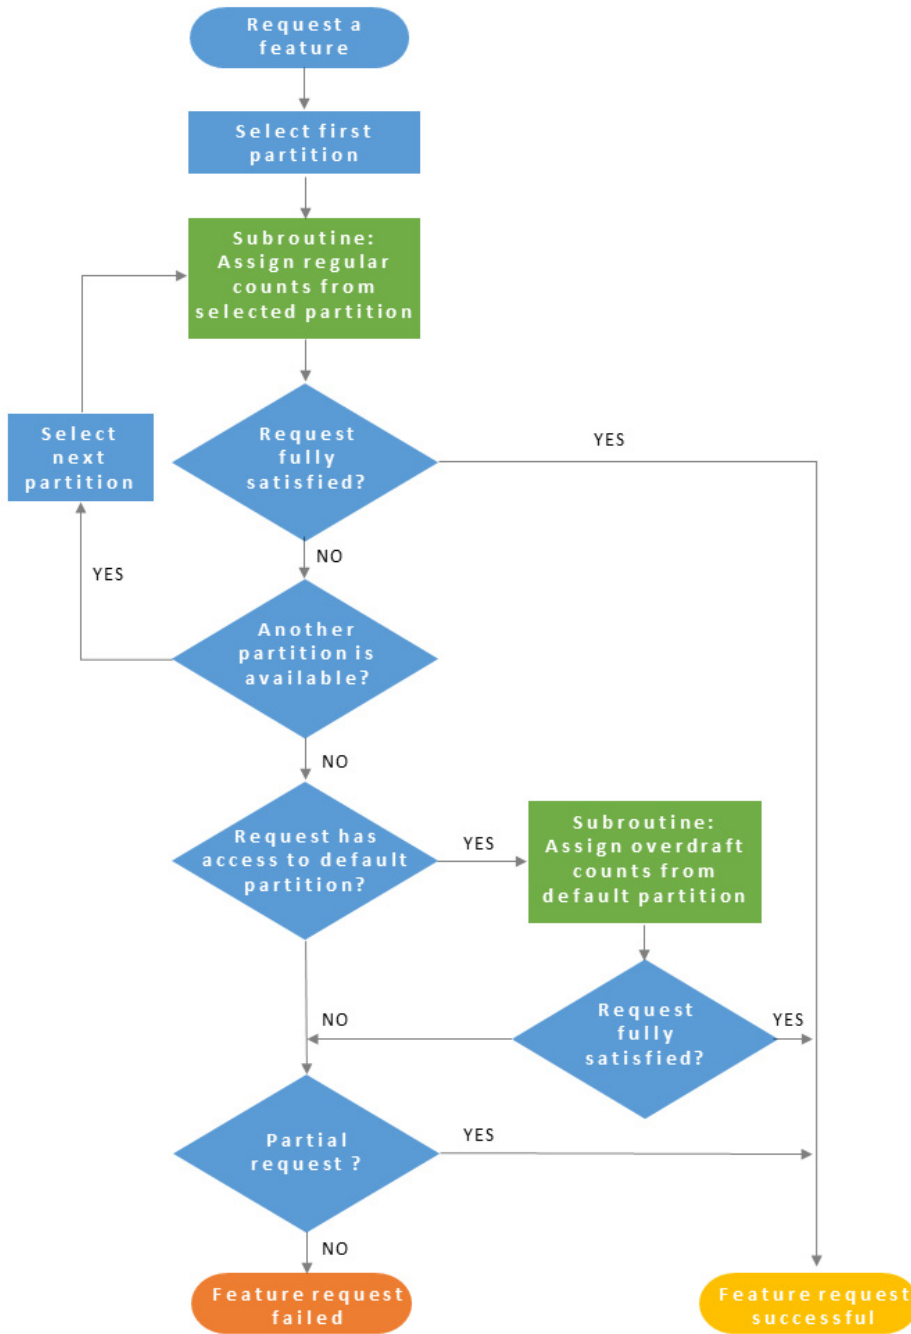 Request a
feature
Select first
partition
Subroutine:
Assign regular
counts from
selected partition
Select
next
partition
Request
fully
satisfied?
YES
NO
YES
Another
partition is
available?
NO
Request has
access to default
partition?
YES
Subroutine:
Assign overdraft
counts from
default partition
NO
Request
fully
satisfied?
YES
Partial
request ?
YES
NO
Feature request
failed
Feature request
successful